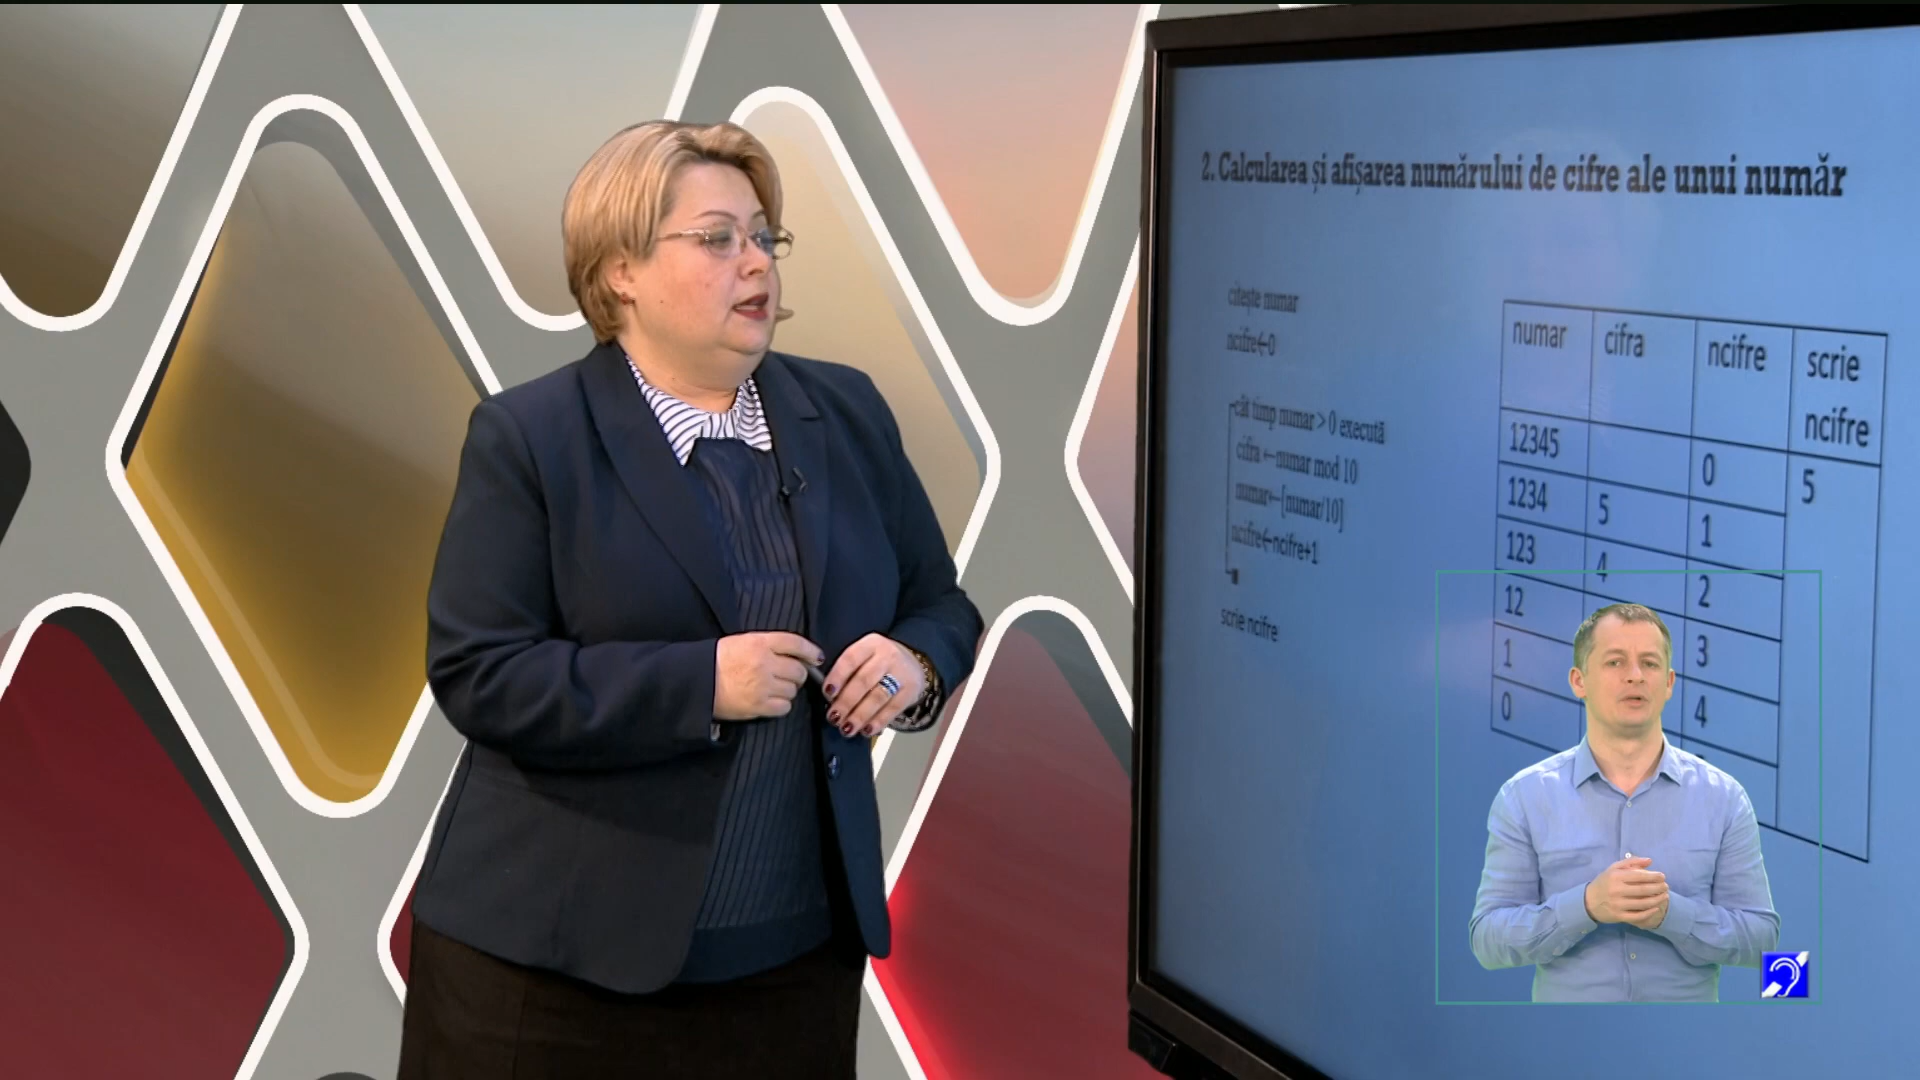 2. Calcularea și afișarea numărului de cifre ale unui număr
citește numar
ncifre←0
cât timp numar > 0 execută
cifra ←numar mod 10
numar←[numar/10]
ncifre←ncifre+1
scrie ncifre
numar cifra ncifre scrie ncifre
12345 0 5
1234 5 1
123 4 2
12 3
1 4
0